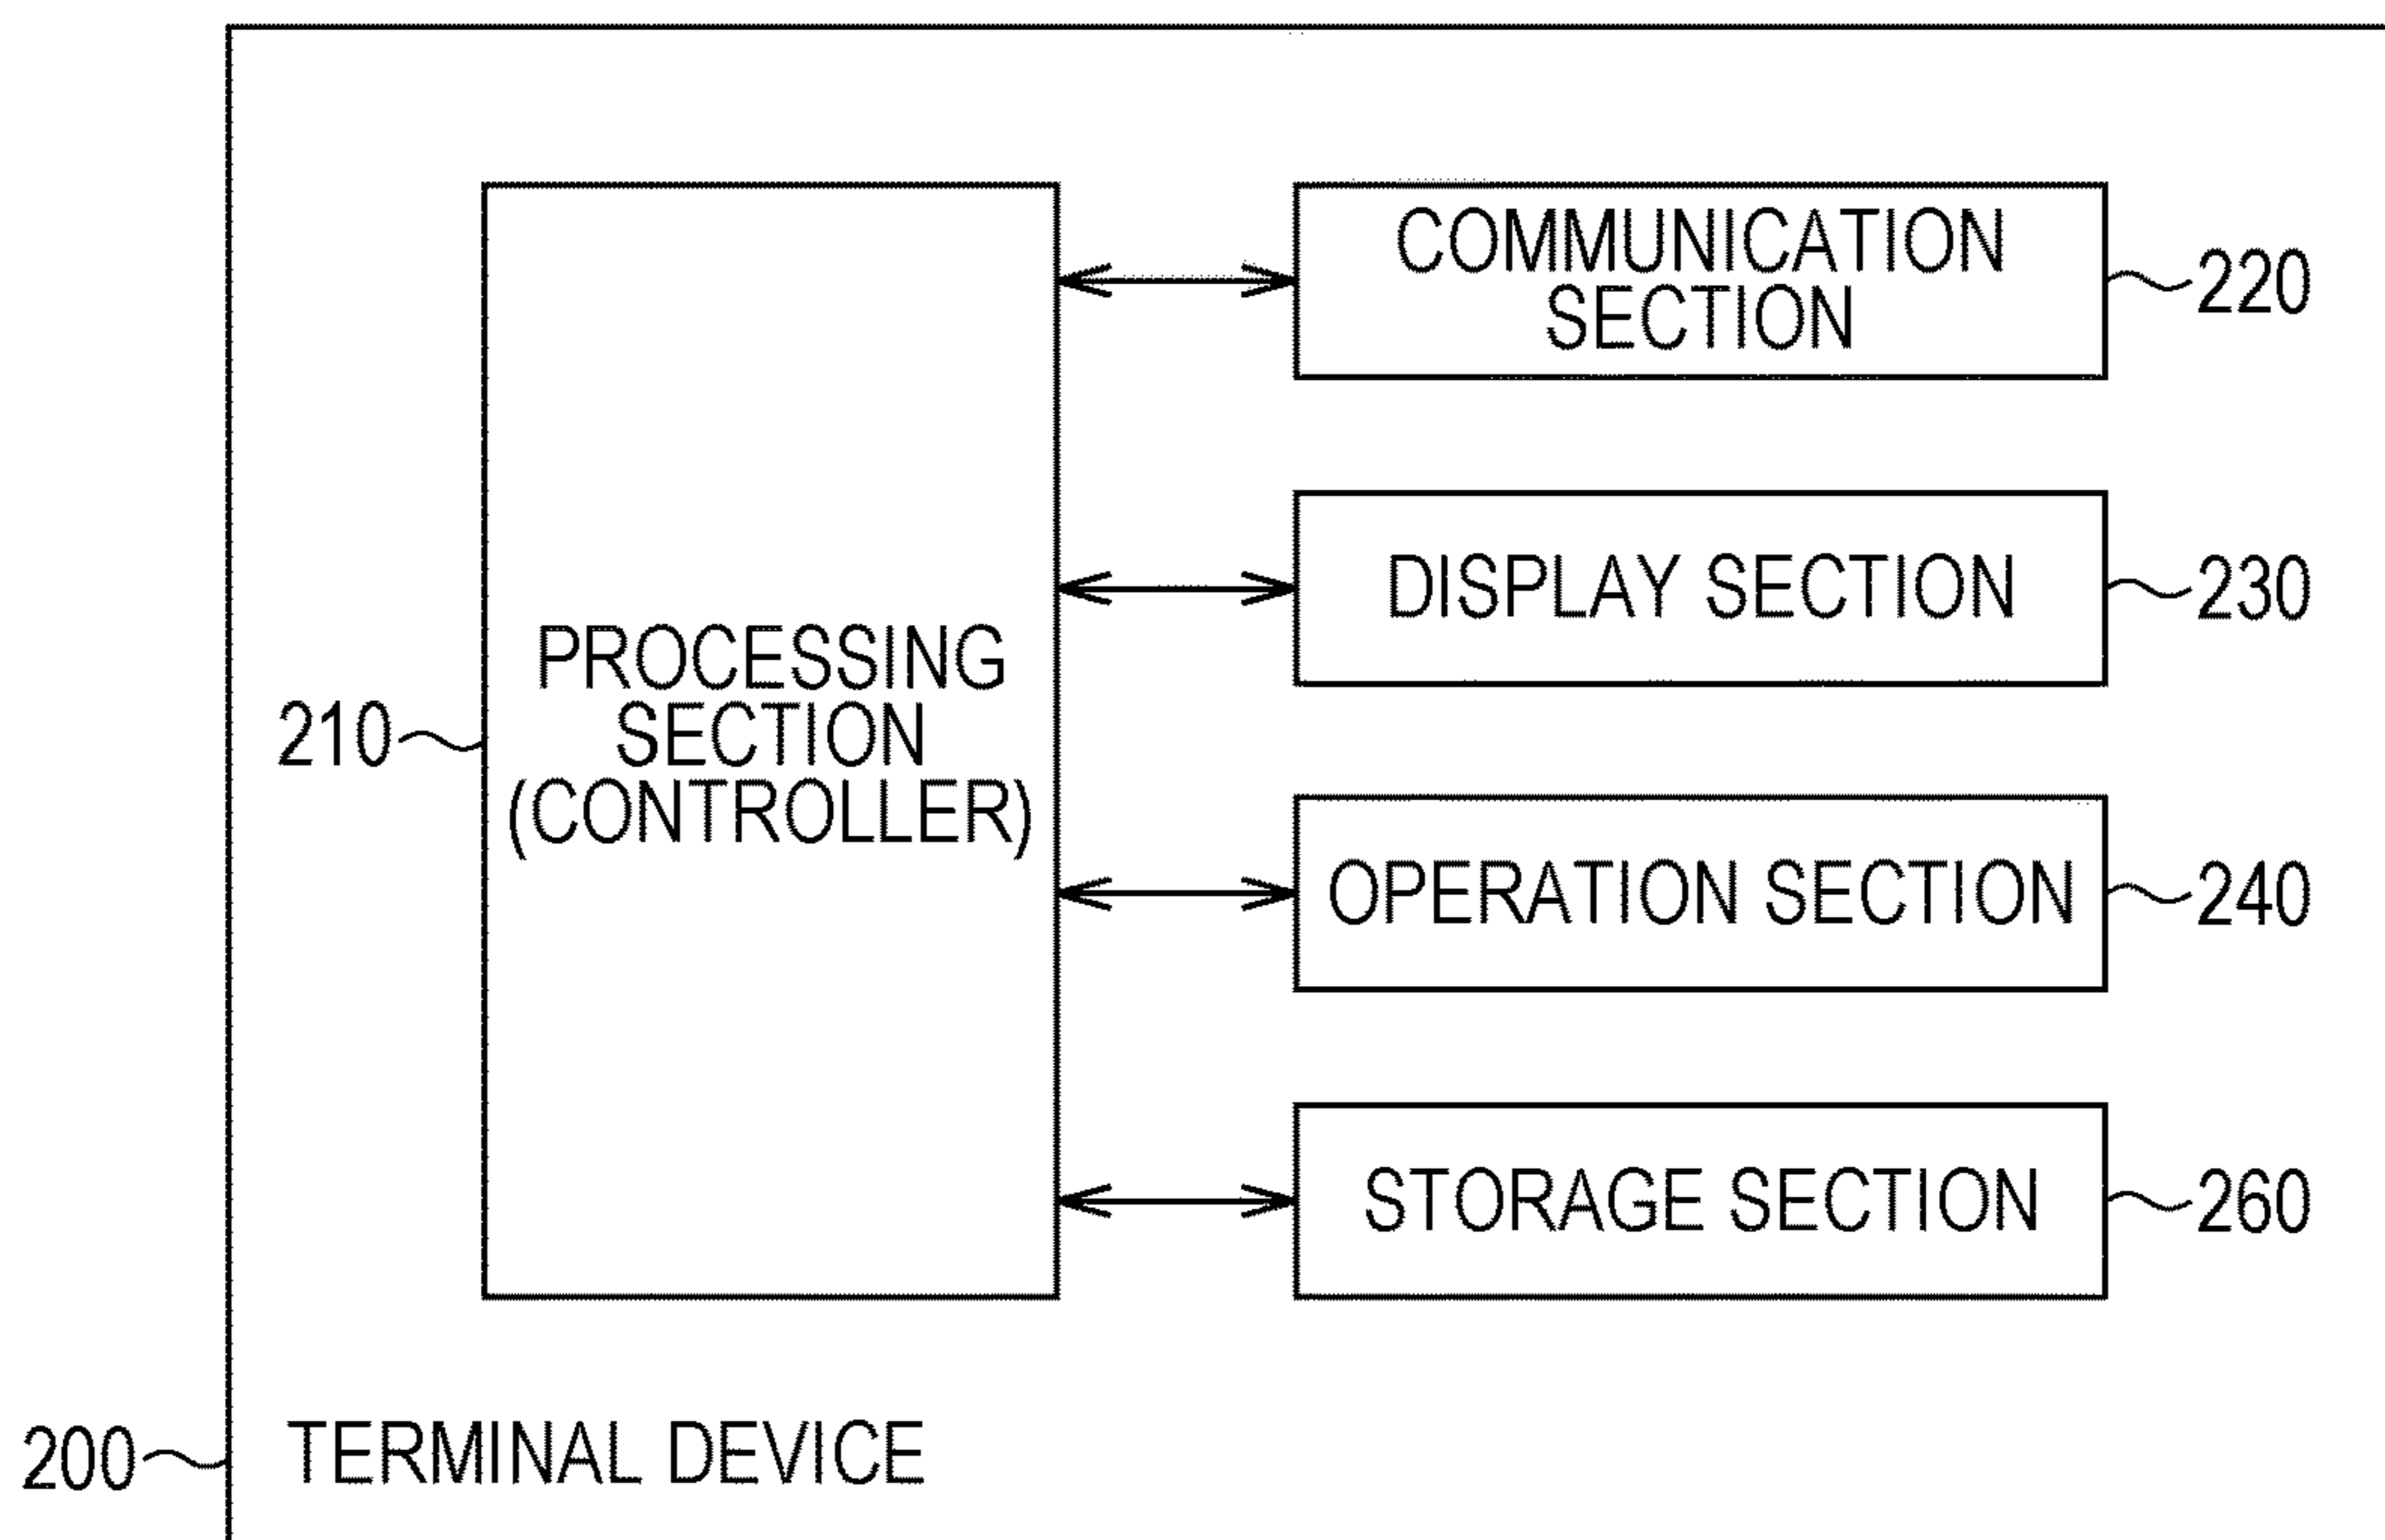 COMMUNICATION
SECTION
220
DISPLAY SECTION
230
PROCESSING
SECTION
(CONTROLLER)
210
OPERATION SECTION
240
STORAGE SECTION
260
200
TERMINAL DEVICE